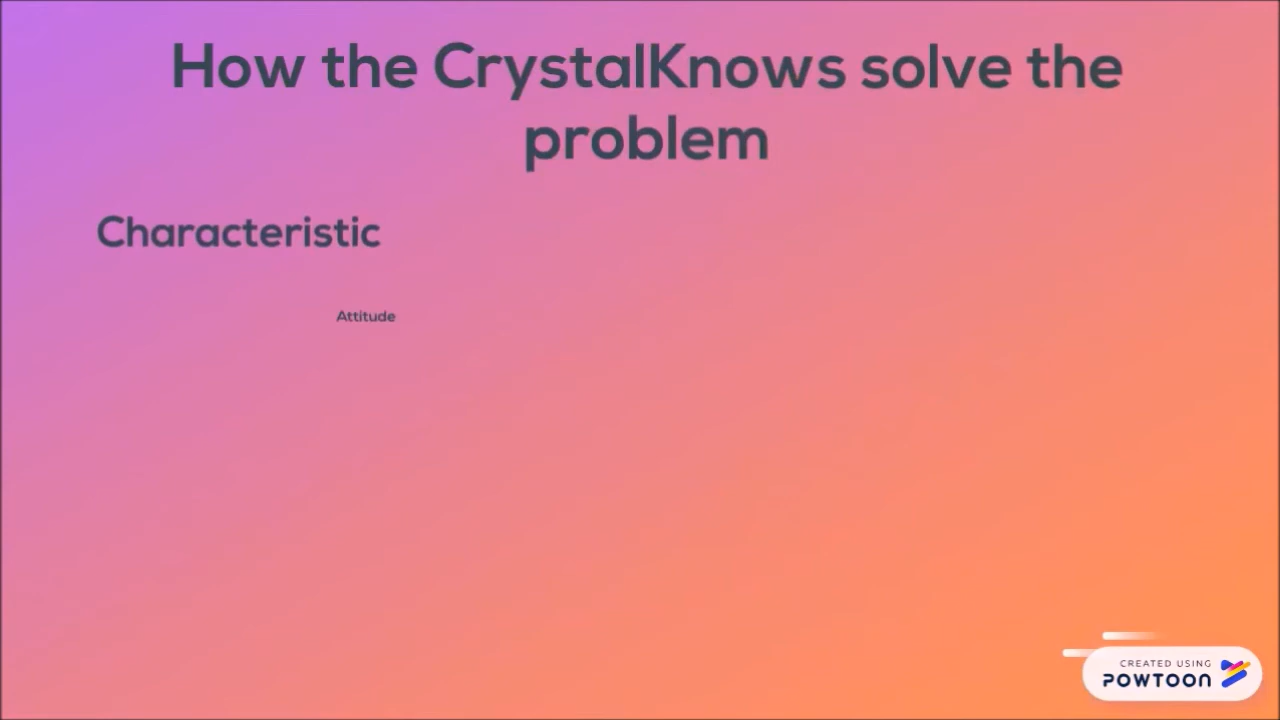 How the CrystalKnows solve the
problem
Characteristic
Attitude
CREATED USING
POWTOON